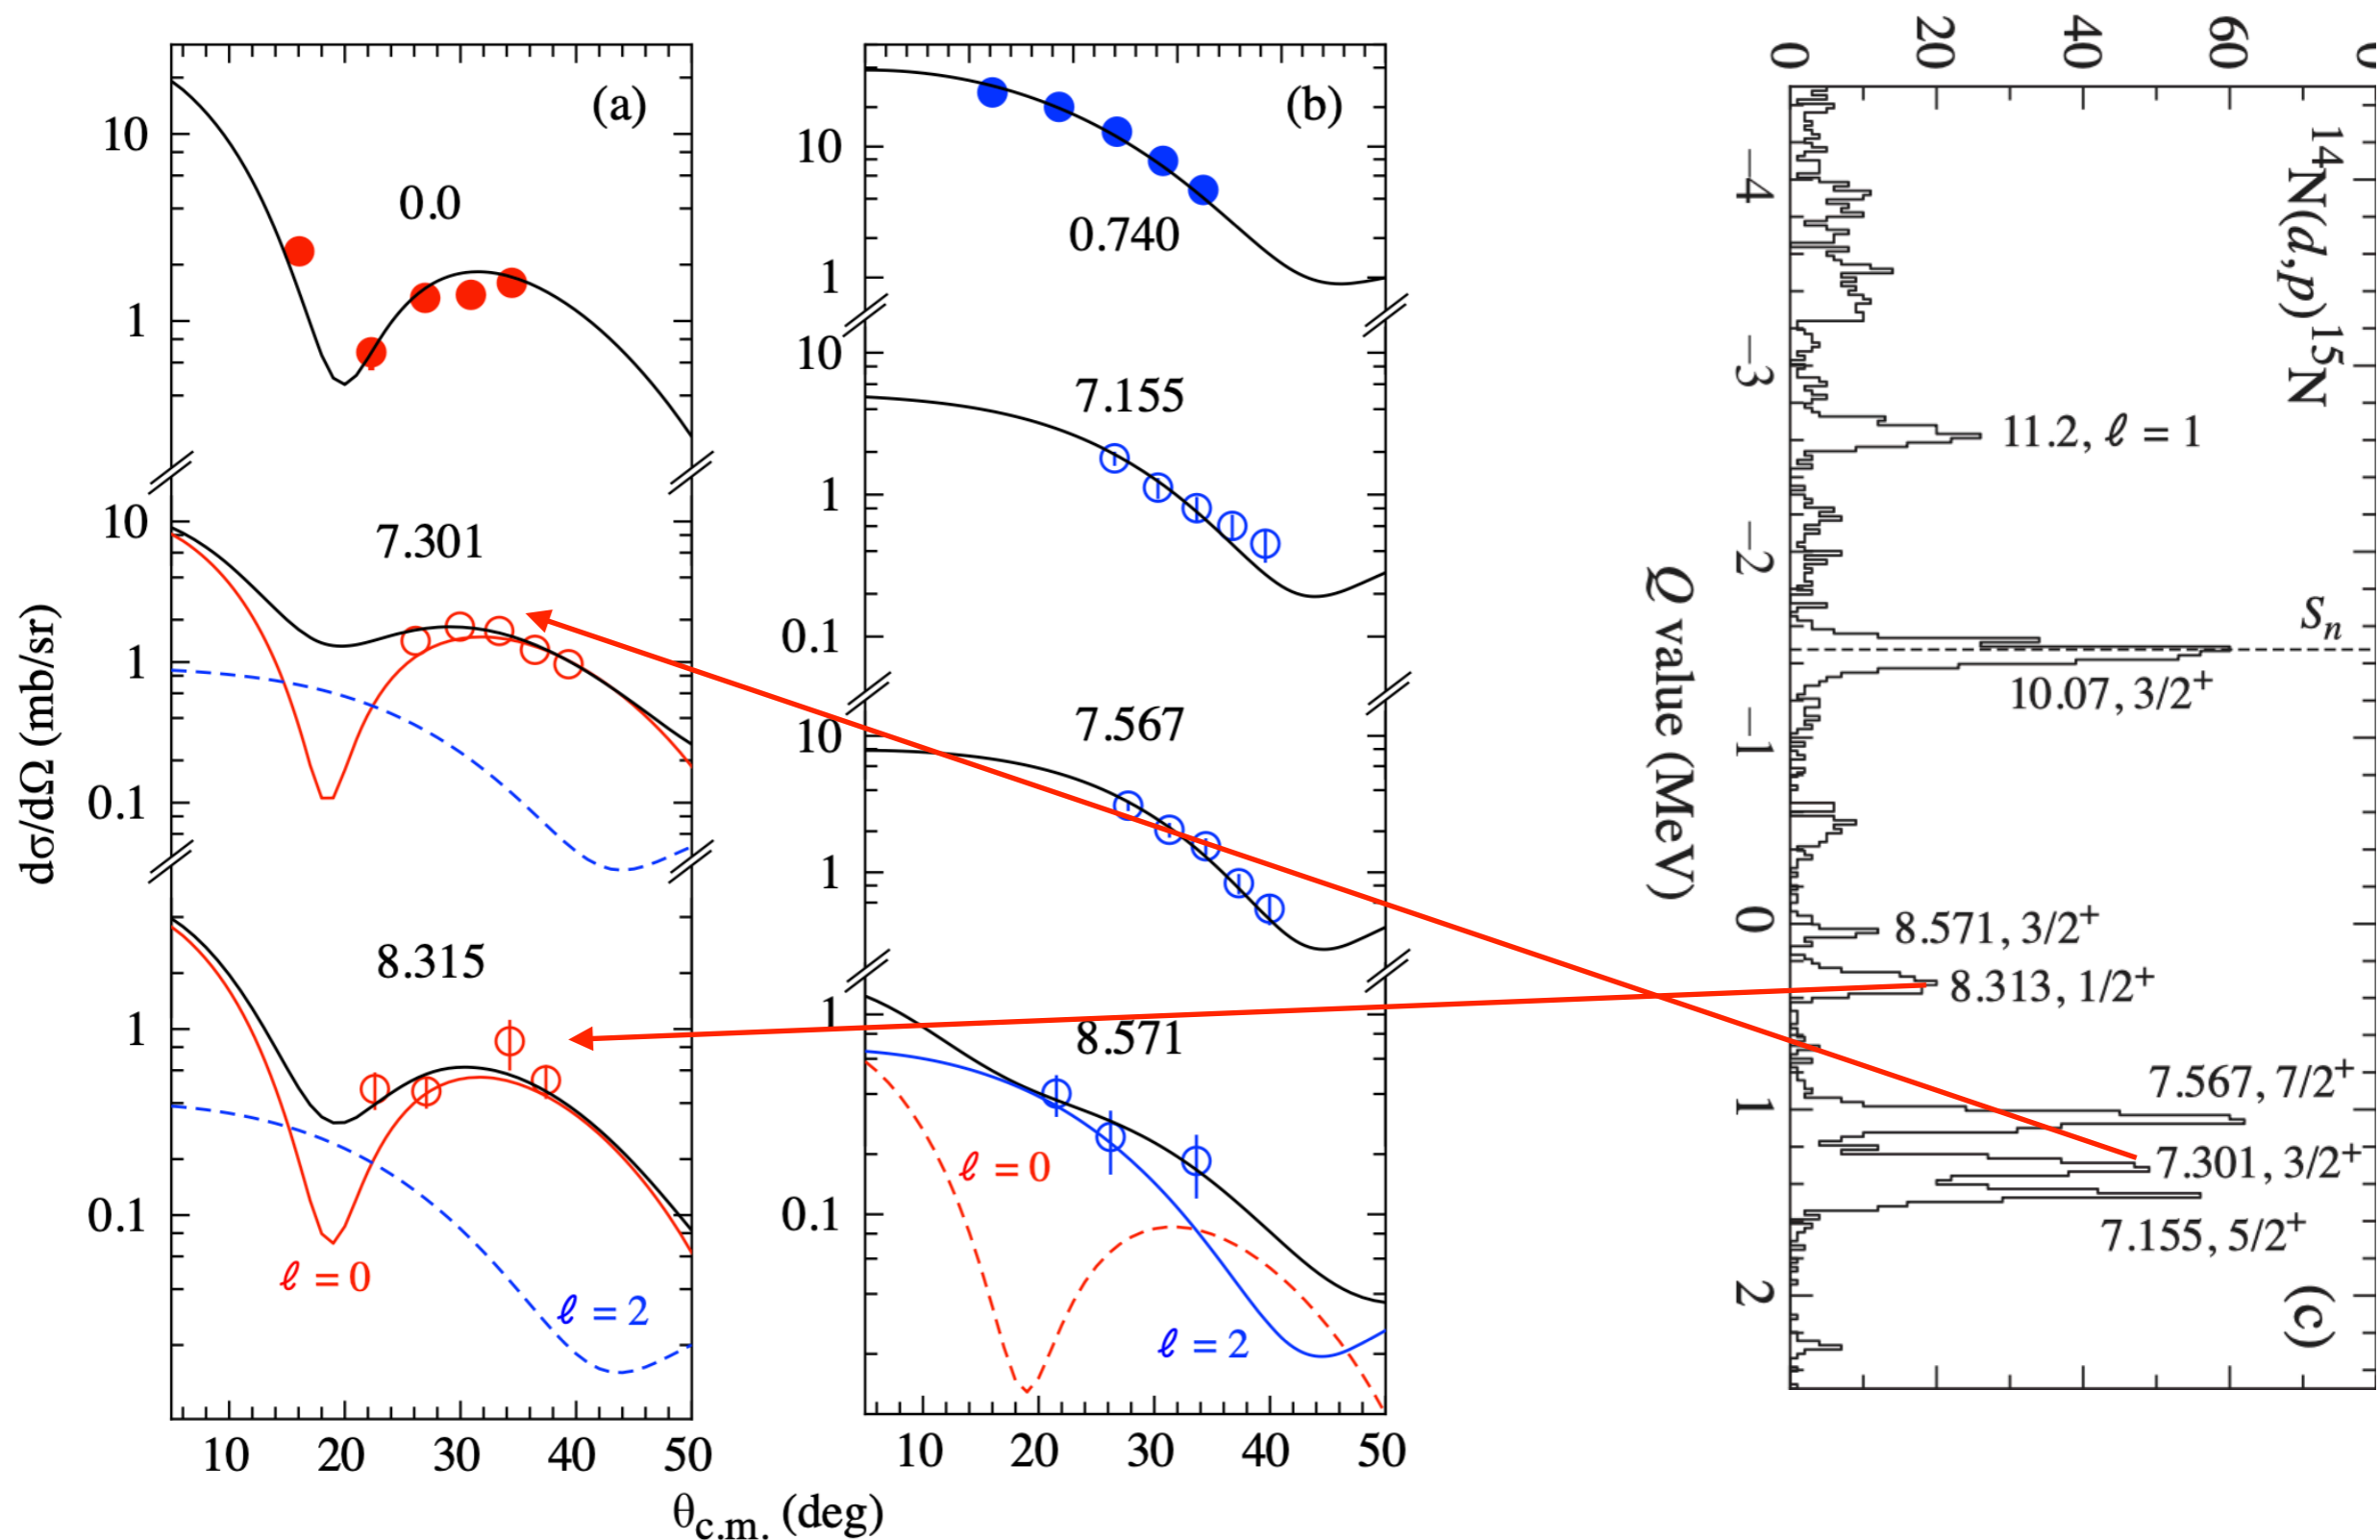 (a)
10
1
0.0
10
1
0.1
7.301
1
0.1
8.315
ℓ = 0
ℓ = 2
10 20 30 40 50
dσ/dΩ (mb/sr)
(b)
10
1
0.740
10
1
0.1
7.155
10
1
7.567
1
0.1
8.571
ℓ = 0
ℓ = 2
10 20 30 40 50
θc.m. (deg)
0 20 40 60 0
¹⁴N(d,p)¹⁵N
−4
−3
−2
−1
0
1
2
Q value (MeV)
11.2, ℓ = 1
Sn
10.07, 3/2⁺
8.571, 3/2⁺
8.313, 1/2⁺
7.567, 7/2⁺
7.301, 3/2⁺
7.155, 5/2⁺
(c)